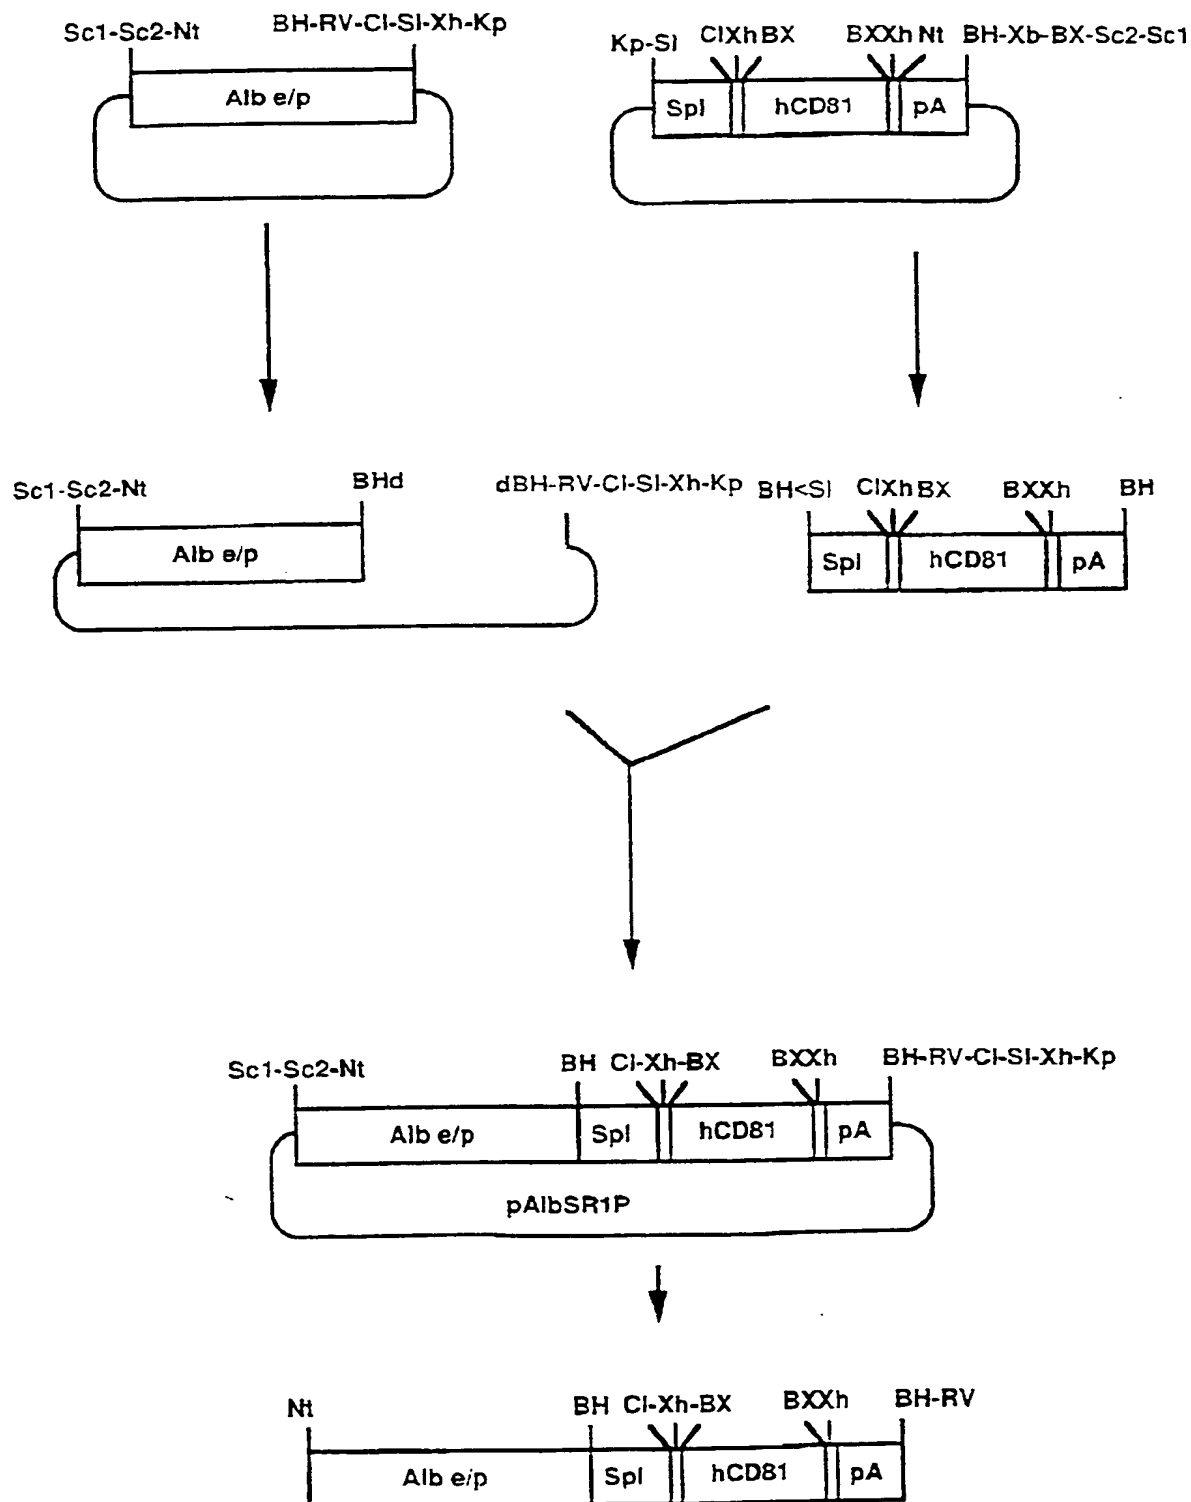 Sc1-Sc2-Nt BH-RV-Cl-Sl-Xh-Kp
Alb e/p
Kp-Sl ClXh BX BXXh Nt BH-Xb-BX-Sc2-Sc1
Spl hCD81 pA
Sc1-Sc2-Nt BHd dBH-RV-Cl-Sl-Xh-Kp
Alb e/p
BH<Sl ClXh BX BXXh BH
Spl hCD81 pA
Sc1-Sc2-Nt BH Cl-Xh-BX BXXh BH-RV-Cl-Sl-Xh-Kp
Alb e/p Spl hCD81 pA
pAlbSR1P
Nt BH Cl-Xh-BX BXXh BH-RV
Alb e/p Spl hCD81 pA